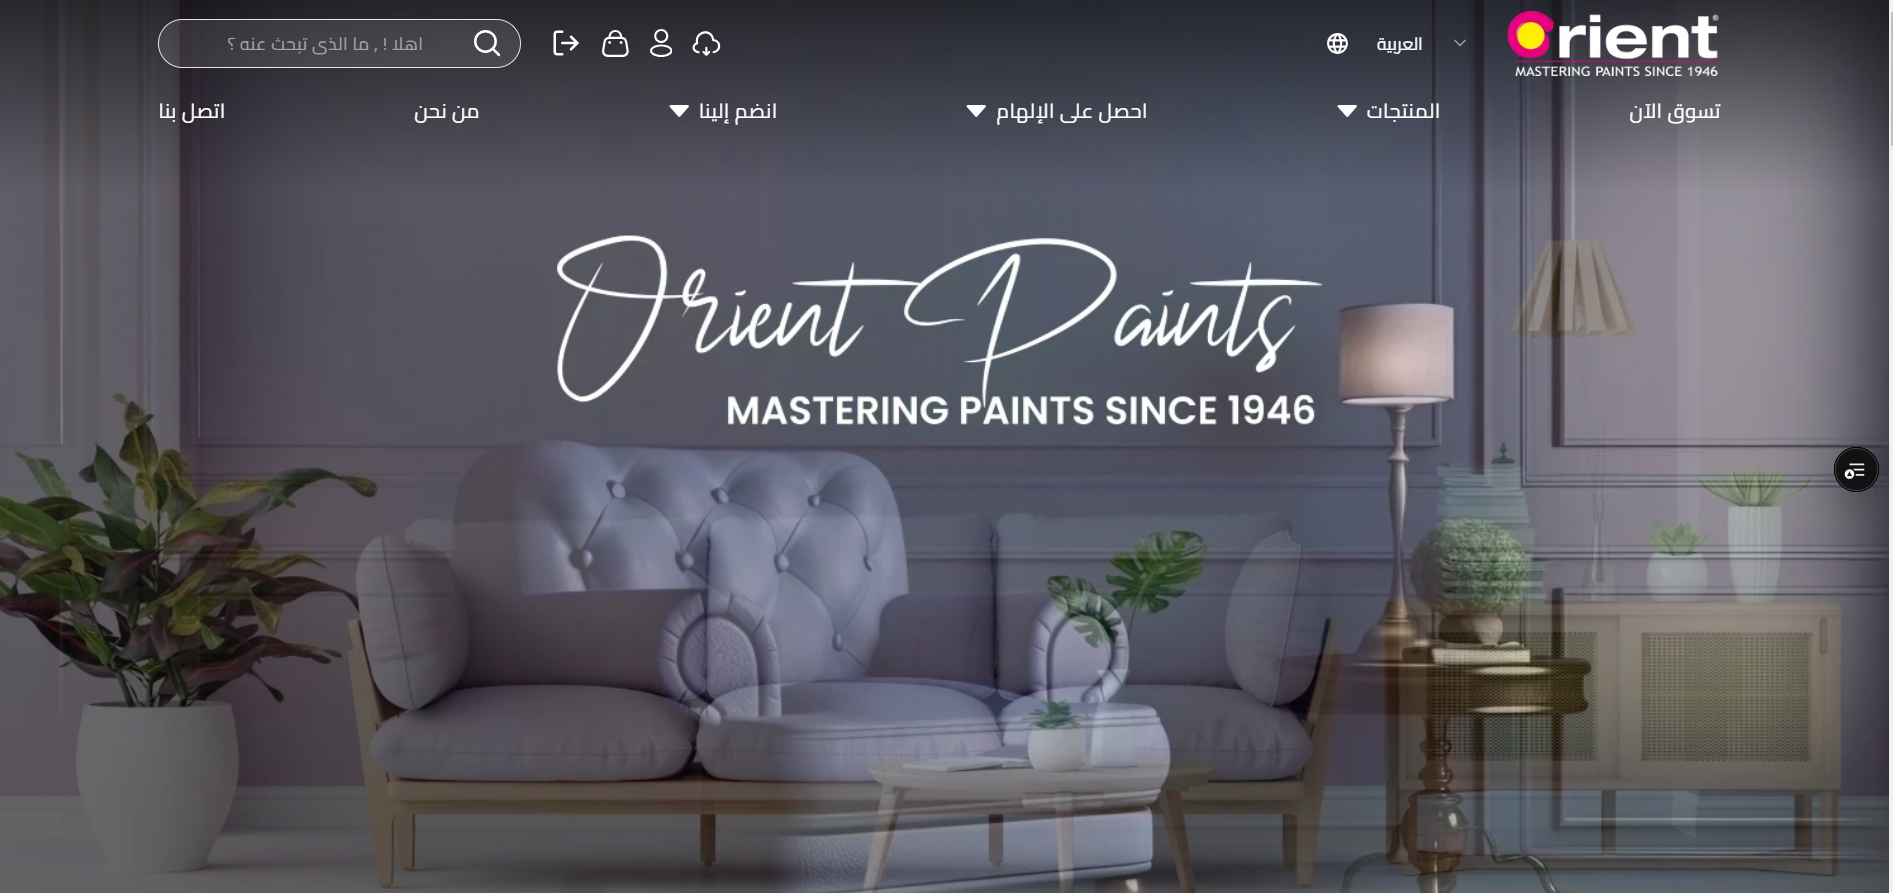 Orient®
MASTERING PAINTS SINCE 1946
العربية
اهلا ! , ما الذى تبحث عنه ؟
تسوق الآن
المنتجات
احصل على الإلهام
انضم إلينا
من نحن
اتصل بنا
Orient Paints
MASTERING PAINTS SINCE 1946